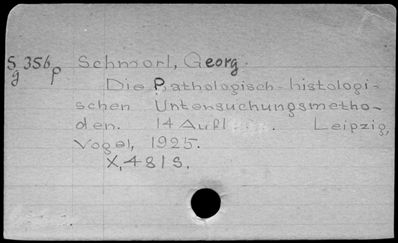 S 356 Schmorl, Georg.
g p
Die Pathologisch-histologi-
schen Untersuchungsmetho-
den. 14 Aufl. Leipzig,
Vogel, 1925.
X, 481 S.